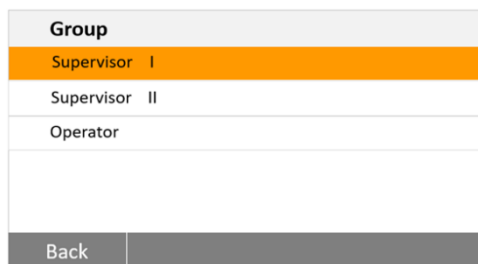 Group
Supervisor I
Supervisor II
Operator
Back